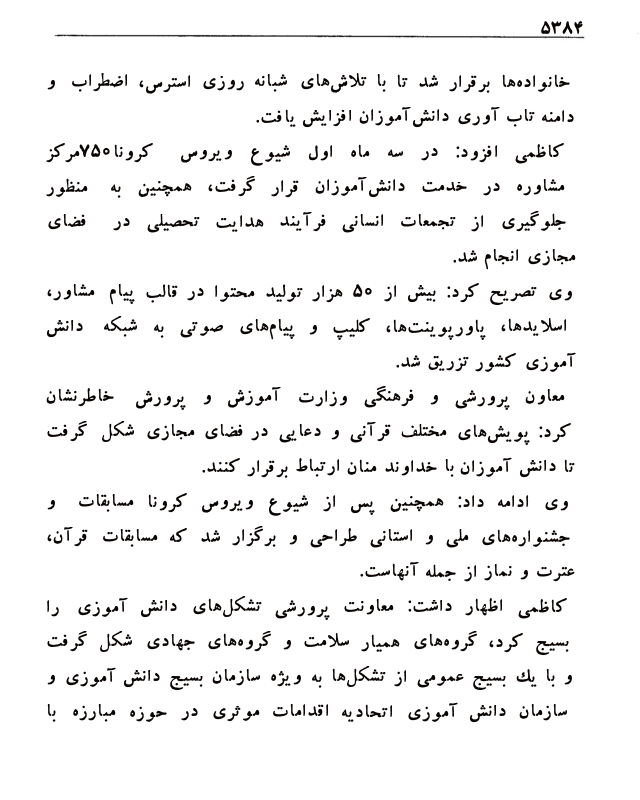 ۵۳۸۴
خانواده‌ها برقرار شد تا با تلاش‌های شبانه روزی استرس، اضطراب و
دامنه تاب آوری دانش‌آموزان افزایش یافت.
کاظمی افزود: در سه ماه اول شیوع ویروس کرونا۷۵۰مرکز
مشاوره در خدمت دانش‌آموزان قرار گرفت، همچنین به منظور
جلوگیری از تجمعات انسانی فرآیند هدایت تحصیلی در فضای
مجازی انجام شد.
وی تصریح کرد: بیش از ۵۰ هزار تولید محتوا در قالب پیام مشاور،
اسلایدها، پاورپوینت‌ها، کلیپ و پیام‌های صوتی به شبکه دانش
آموزی کشور تزریق شد.
معاون پرورشی و فرهنگی وزارت آموزش و پرورش خاطرنشان
کرد: پویش‌های مختلف قرآنی و دعایی در فضای مجازی شکل گرفت
تا دانش آموزان با خداوند منان ارتباط برقرار کنند.
وی ادامه داد: همچنین پس از شیوع ویروس کرونا مسابقات و
جشنواره‌های ملی و استانی طراحی و برگزار شد که مسابقات قرآن،
عترت و نماز از جمله آنهاست.
کاظمی اظهار داشت: معاونت پرورشی تشکل‌های دانش آموزی را
بسیج کرد، گروه‌های همیار سلامت و گروه‌های جهادی شکل گرفت
و با یك بسیج عمومی از تشکل‌ها به ویژه سازمان بسیج دانش آموزی و
سازمان دانش آموزی اتحادیه اقدامات موثری در حوزه مبارزه با